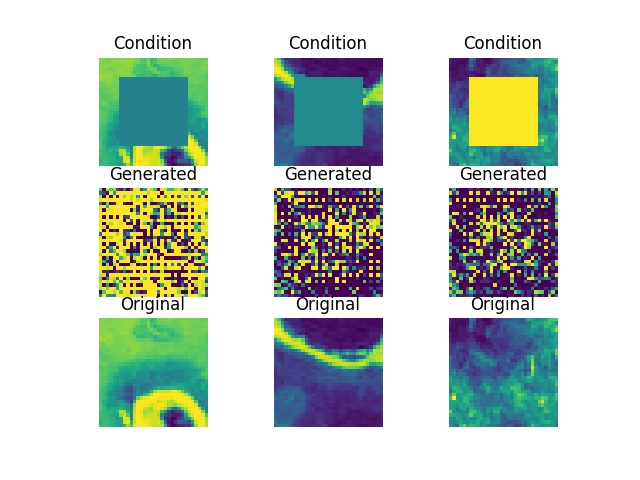 Condition Condition Condition
Generated Generated Generated
Original Original Original